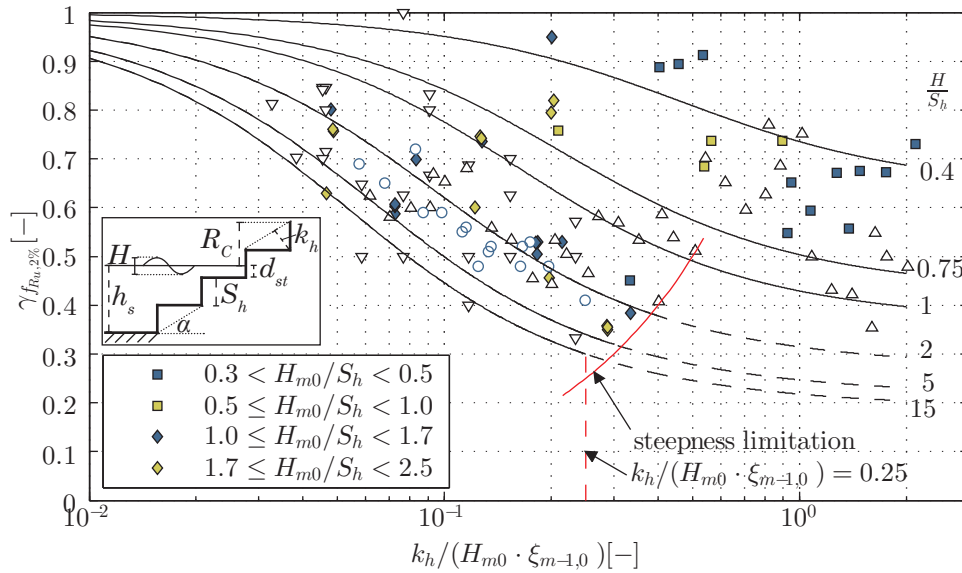 1
0.9
0.8
0.7
0.6
0.5
0.4
0.3
0.2
0.1
0
γ_{f_{Ru,2%}} [−]
H/S_h
0.4
0.75
1
2
5
15
R_C
k_h
H
d_{st}
h_s
S_h
α
0.3 < H_{m0}/S_h < 0.5
0.5 ≤ H_{m0}/S_h < 1.0
1.0 ≤ H_{m0}/S_h < 1.7
1.7 ≤ H_{m0}/S_h < 2.5
steepness limitation
k_h/(H_{m0} · ξ_{m−1,0}) = 0.25
10^{−2}
10^{−1}
10^{0}
k_h/(H_{m0} · ξ_{m−1,0})[−]